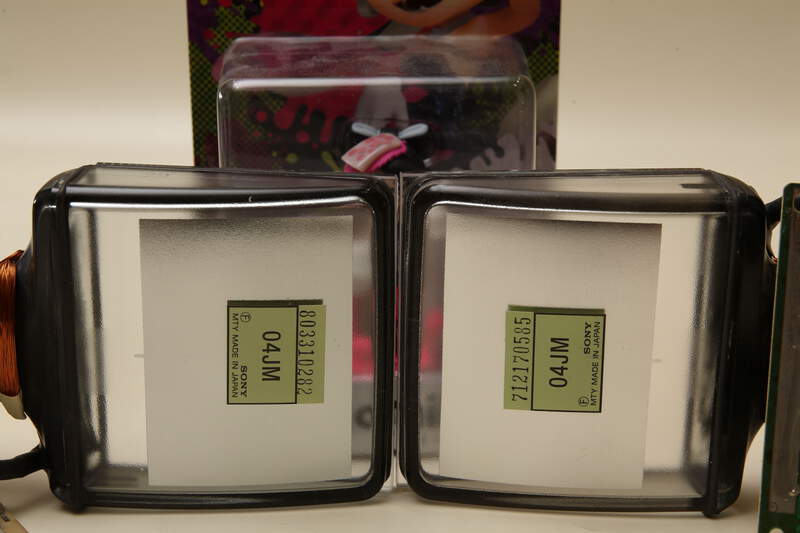 803310282
04JM
SONY
Ⓕ MTY MADE IN JAPAN
712170585
04JM
SONY
Ⓕ MTY MADE IN JAPAN